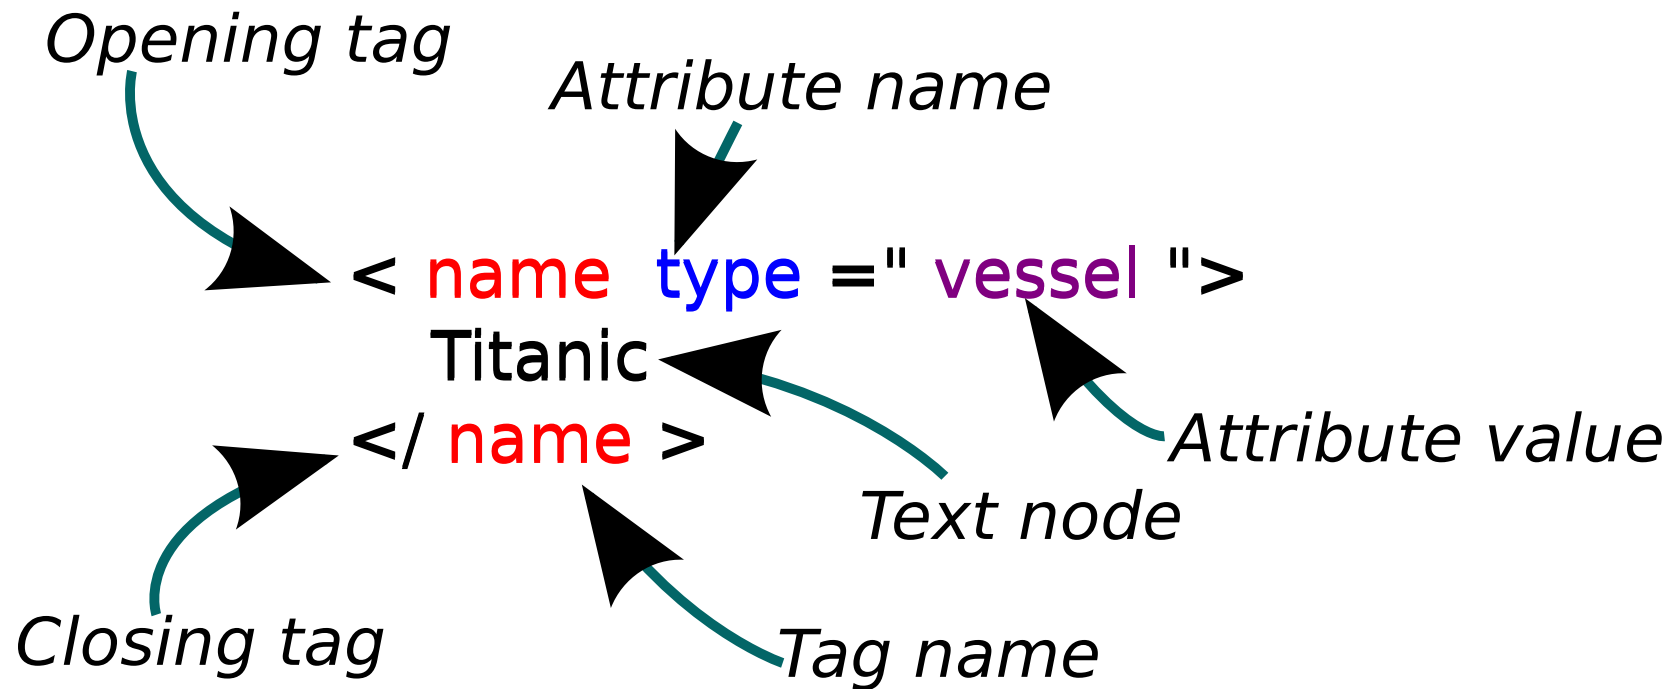 Opening tag
Attribute name
< name type =" vessel ">
Titanic
</ name >
Attribute value
Text node
Closing tag
Tag name